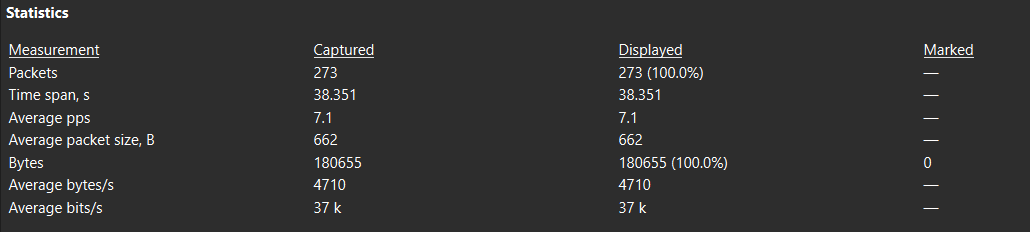 Statistics
Measurement Captured Displayed Marked
Packets 273 273 (100.0%) —
Time span, s 38.351 38.351 —
Average pps 7.1 7.1 —
Average packet size, B 662 662 —
Bytes 180655 180655 (100.0%) 0
Average bytes/s 4710 4710 —
Average bits/s 37 k 37 k —